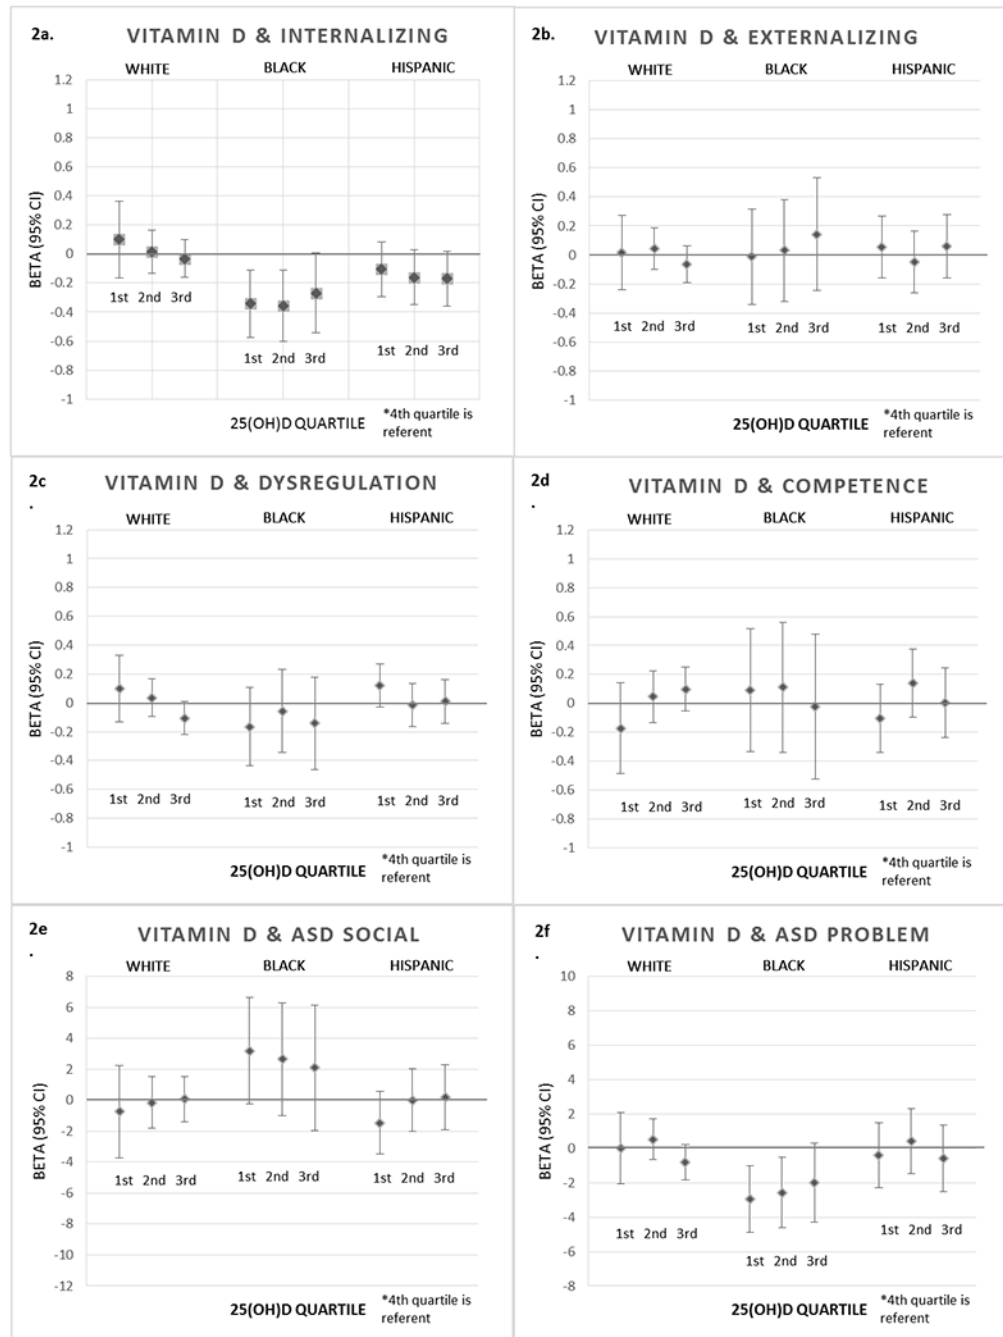 2a.
VITAMIN D & INTERNALIZING
WHITE BLACK HISPANIC
1.2
1
0.8
0.6
0.4
0.2
0
-0.2
-0.4
-0.6
-0.8
-1
BETA (95% CI)
1st 2nd 3rd
1st 2nd 3rd
1st 2nd 3rd
25(OH)D QUARTILE
*4th quartile is
referent
2b.
VITAMIN D & EXTERNALIZING
WHITE BLACK HISPANIC
1.2
1
0.8
0.6
0.4
0.2
0
-0.2
-0.4
-0.6
-0.8
-1
BETA (95% CI)
1st 2nd 3rd
1st 2nd 3rd
1st 2nd 3rd
25(OH)D QUARTILE
*4th quartile is
referent
2c
.
VITAMIN D & DYSREGULATION
WHITE BLACK HISPANIC
1.2
1
0.8
0.6
0.4
0.2
0
-0.2
-0.4
-0.6
-0.8
-1
BETA (95% CI)
1st 2nd 3rd
1st 2nd 3rd
1st 2nd 3rd
25(OH)D QUARTILE
*4th quartile is
referent
2d
.
VITAMIN D & COMPETENCE
WHITE BLACK HISPANIC
1.2
1
0.8
0.6
0.4
0.2
0
-0.2
-0.4
-0.6
-0.8
-1
BETA (95% CI)
1st 2nd 3rd
1st 2nd 3rd
1st 2nd 3rd
25(OH)D QUARTILE
*4th quartile is
referent
2e
.
VITAMIN D & ASD SOCIAL
WHITE BLACK HISPANIC
8
6
4
2
0
-2
-4
-6
-8
-10
-12
BETA (95% CI)
1st 2nd 3rd
1st 2nd 3rd
1st 2nd 3rd
25(OH)D QUARTILE
*4th quartile is
referent
2f
.
VITAMIN D & ASD PROBLEM
WHITE BLACK HISPANIC
10
8
6
4
2
0
-2
-4
-6
-8
BETA (95% CI)
1st 2nd 3rd
1st 2nd 3rd
1st 2nd 3rd
25(OH)D QUARTILE
*4th quartile is
referent